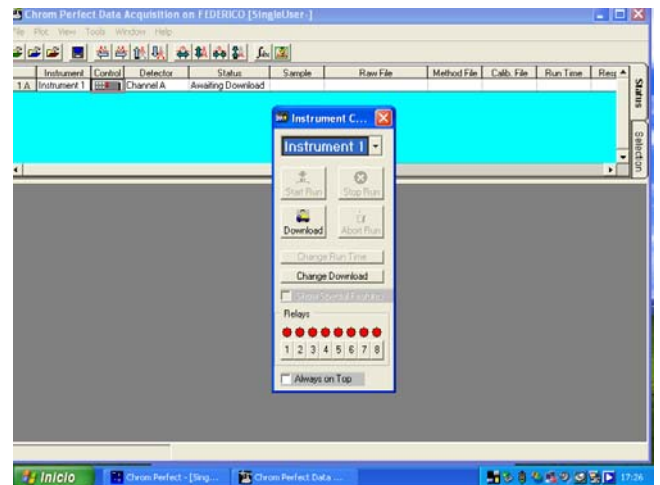 Chrom Perfect Data Acquisition on FEDERICO [SingleUser-]
File Plot View Tools Window Help
Instrument Control Detector Status Sample Raw File Method File Calib. File Run Time
1 A Instrument 1 Channel A Awaiting Download
Status
Selection
Instrument C...
Instrument 1
Start Run Stop Run
Download Abort Run
Change Run Time
Change Download
Show Special Features
Relays
1 2 3 4 5 6 7 8
Always on Top
Inicio Chrom Perfect - [Sing... Chrom Perfect Data ... 17:26